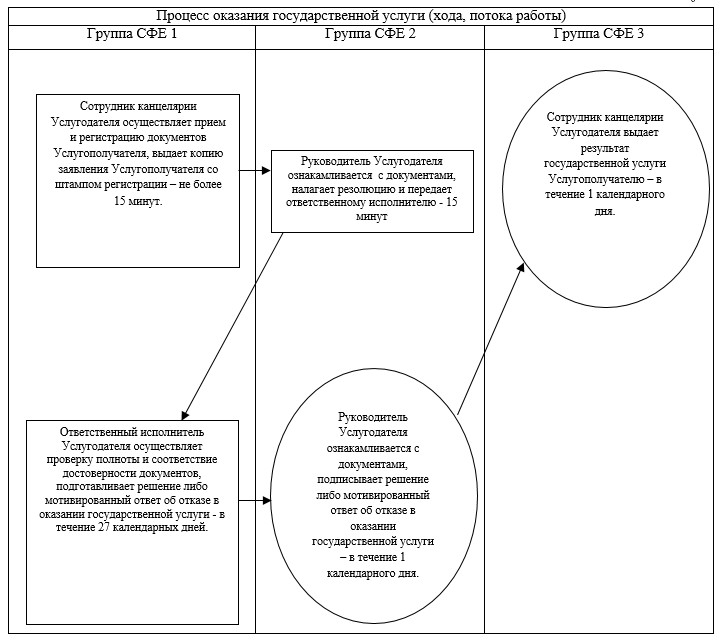 Процесс оказания государственной услуги (хода, потока работы)
Группа СФЕ 1
Группа СФЕ 2
Группа СФЕ 3
Сотрудник канцелярии
Услугодателя осуществляет прием
и регистрацию документов
Услугополучателя, выдает копию
заявления Услугополучателя со
штампом регистрации – не более
15 минут.
Руководитель Услугодателя
ознакамливается с документами,
налагает резолюцию и передает
ответственному исполнителю - 15
минут
Сотрудник канцелярии
Услугодателя выдает
результат
государственной услуги
Услугополучателю – в
течение 1 календарного
дня.
Ответственный исполнитель
Услугодателя осуществляет
проверку полноты и соответствие
достоверности документов,
подготавливает решение либо
мотивированный ответ об отказе в
оказании государственной услуги - в
течение 27 календарных дней.
Руководитель
Услугодателя
ознакамливается с
документами,
подписывает решение
либо мотивированный
ответ об отказе в
оказании
государственной услуги
– в течение 1
календарного дня.